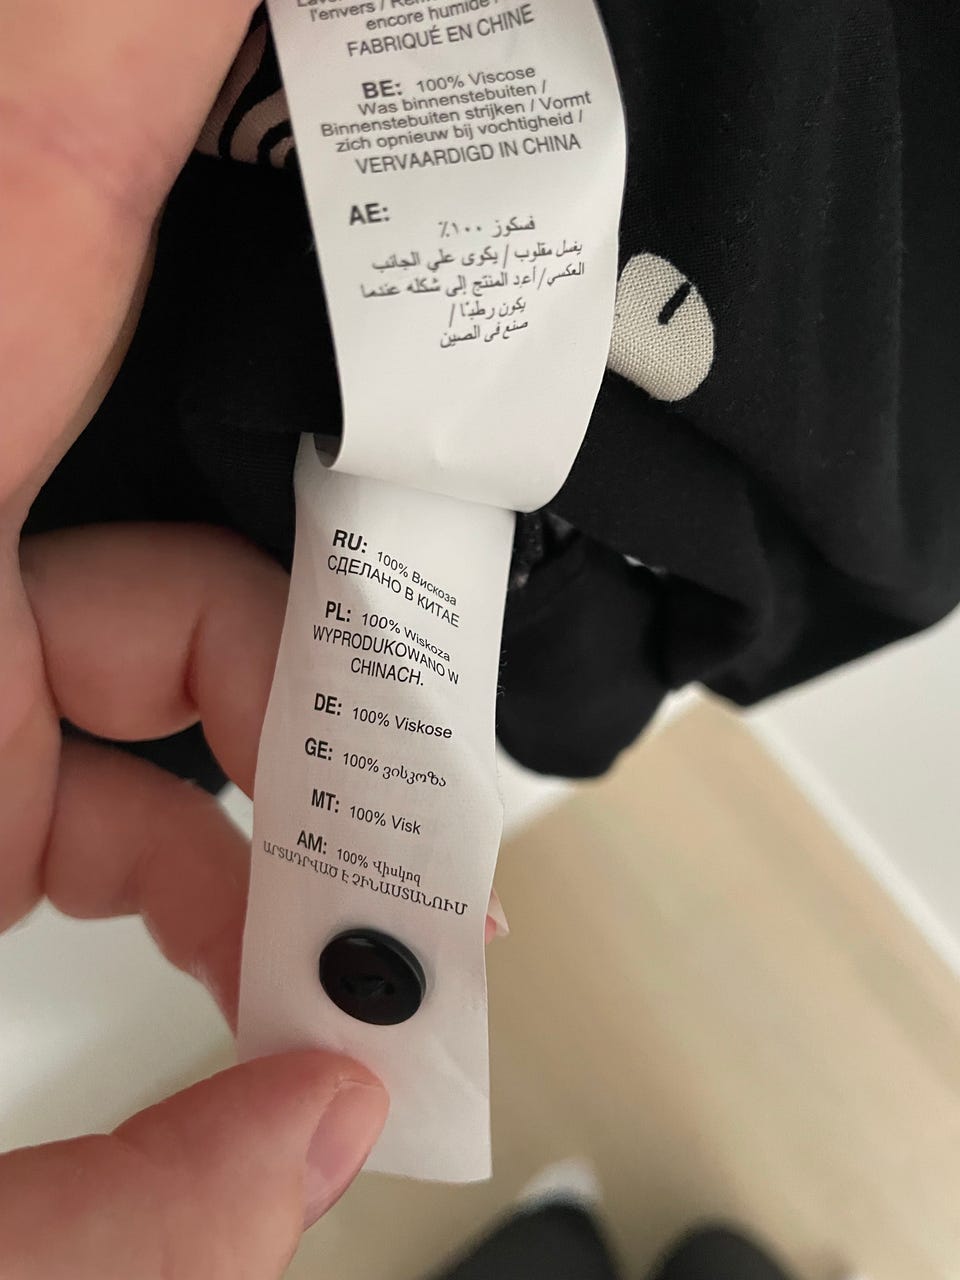 l'envers /
encore humide /
FABRIQUÉ EN CHINE
BE: 100% Viscose
Was binnenstebuiten /
Binnenstebuiten strijken / Vormt
zich opnieuw bij vochtigheid /
VERVAARDIGD IN CHINA
AE:
فسكوز ١٠٠٪
يغسل مقلوب / يكوى علي الجانب
العكسي/أعد المنتج إلى شكله عندما
يكون رطبًا /
صنع في الصين
RU: 100% Вискоза
СДЕЛАНО В КИТАЕ
PL: 100% Wiskoza
WYPRODUKOWANO W
CHINACH.
DE: 100% Viskose
GE: 100% ვისკოზა
MT: 100% Visk
AM: 100% Վիսկոզ
ԱՐՏԱԴՐՎԱԾ Է ՉԻՆԱՍՏԱՆՈՒՄ